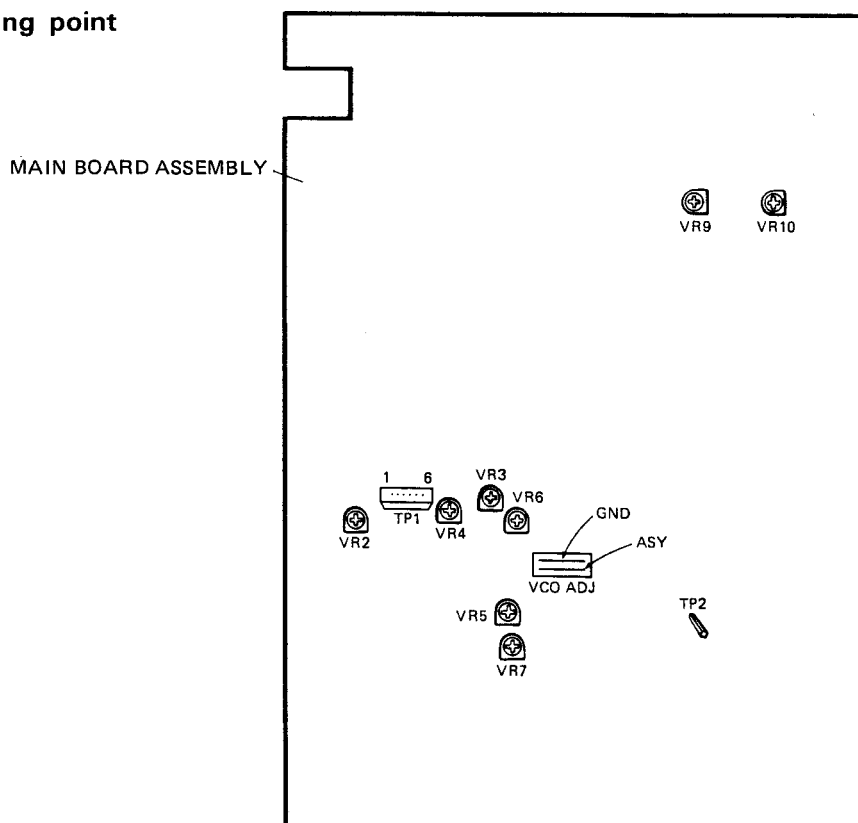 ng point
MAIN BOARD ASSEMBLY
VR9 VR10
1 6
VR3
VR6
TP1
VR4
VR2
GND
ASY
VCO ADJ
TP2
VR5
VR7